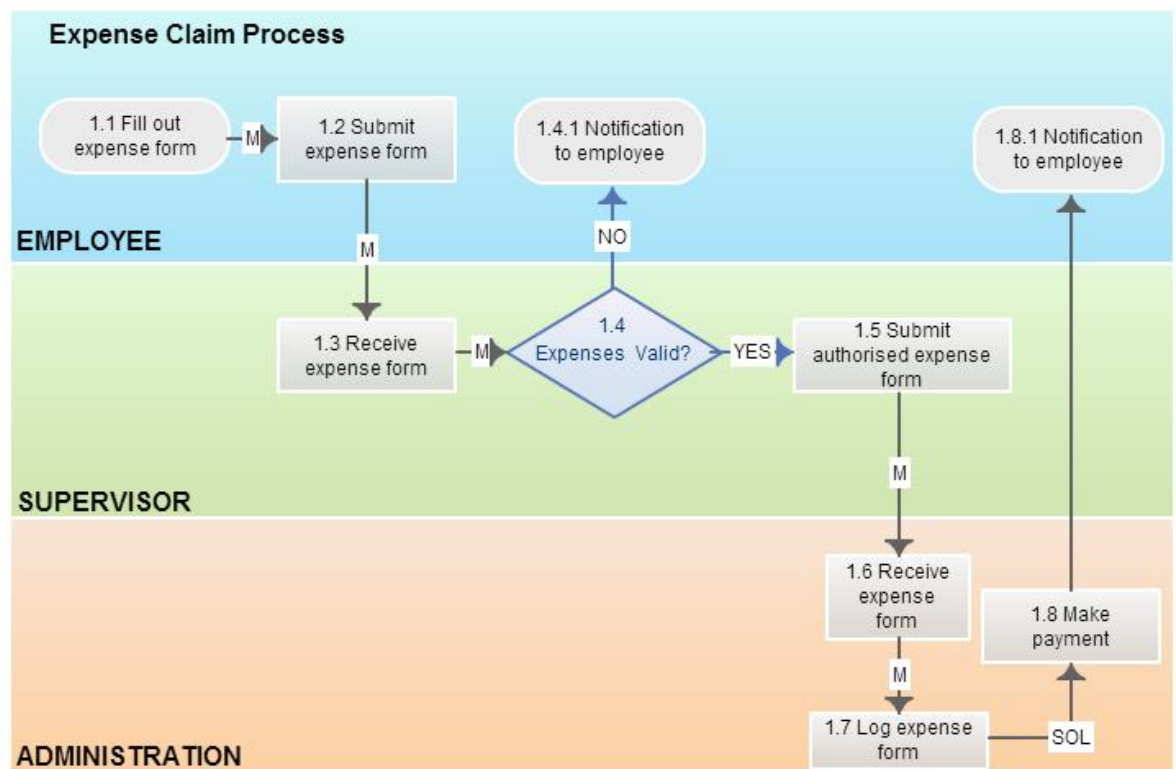 Expense Claim Process
1.1 Fill out
expense form
M
1.2 Submit
expense form
1.4.1 Notification
to employee
1.8.1 Notification
to employee
M
NO
EMPLOYEE
1.3 Receive
expense form
M
1.4
Expenses Valid?
YES
1.5 Submit
authorised expense
form
M
SUPERVISOR
1.6 Receive
expense
form
1.8 Make
payment
M
1.7 Log expense
form
SOL
ADMINISTRATION